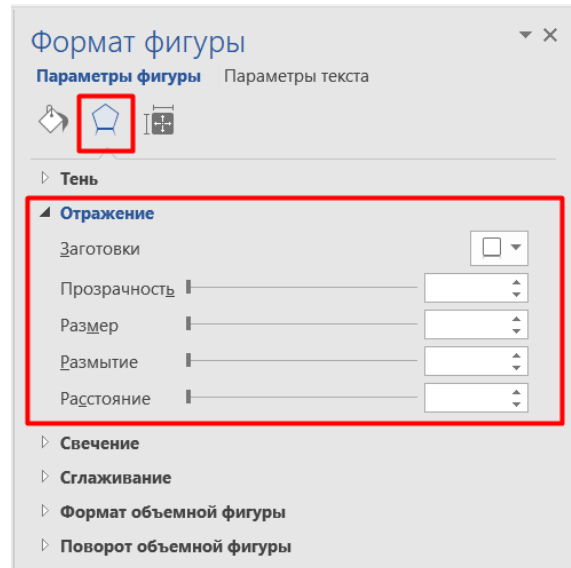 Формат фигуры
Параметры фигуры Параметры текста
Тень
Отражение
Заготовки
Прозрачность
Размер
Размытие
Расстояние
Свечение
Сглаживание
Формат объемной фигуры
Поворот объемной фигуры